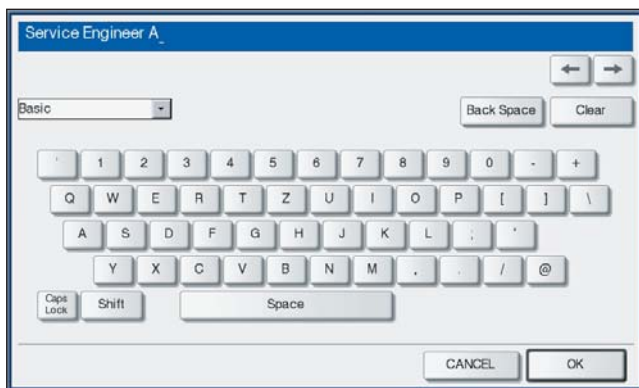 Service Engineer A_
← →
Basic Back Space Clear
' 1 2 3 4 5 6 7 8 9 0 - +
Q W E R T Z U I O P [ ] \
A S D F G H J K L ; '
Y X C V B N M , . / @
Caps Lock Shift Space
CANCEL OK